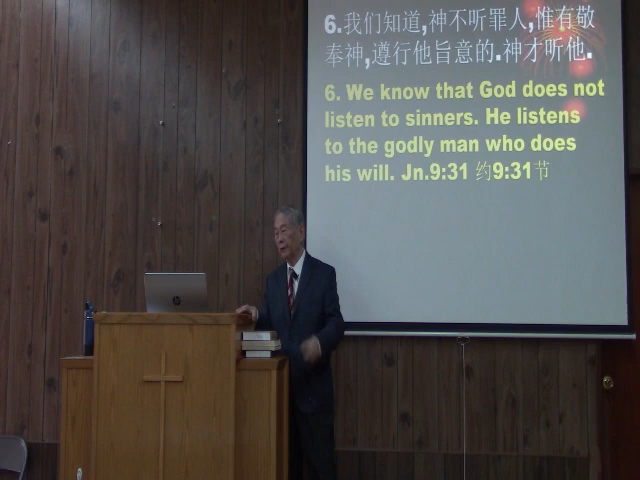 6.我们知道,神不听罪人,惟有敬
奉神,遵行他旨意的.神才听他.
6. We know that God does not
listen to sinners. He listens
to the godly man who does
his will. Jn.9:31 约9:31节
hp